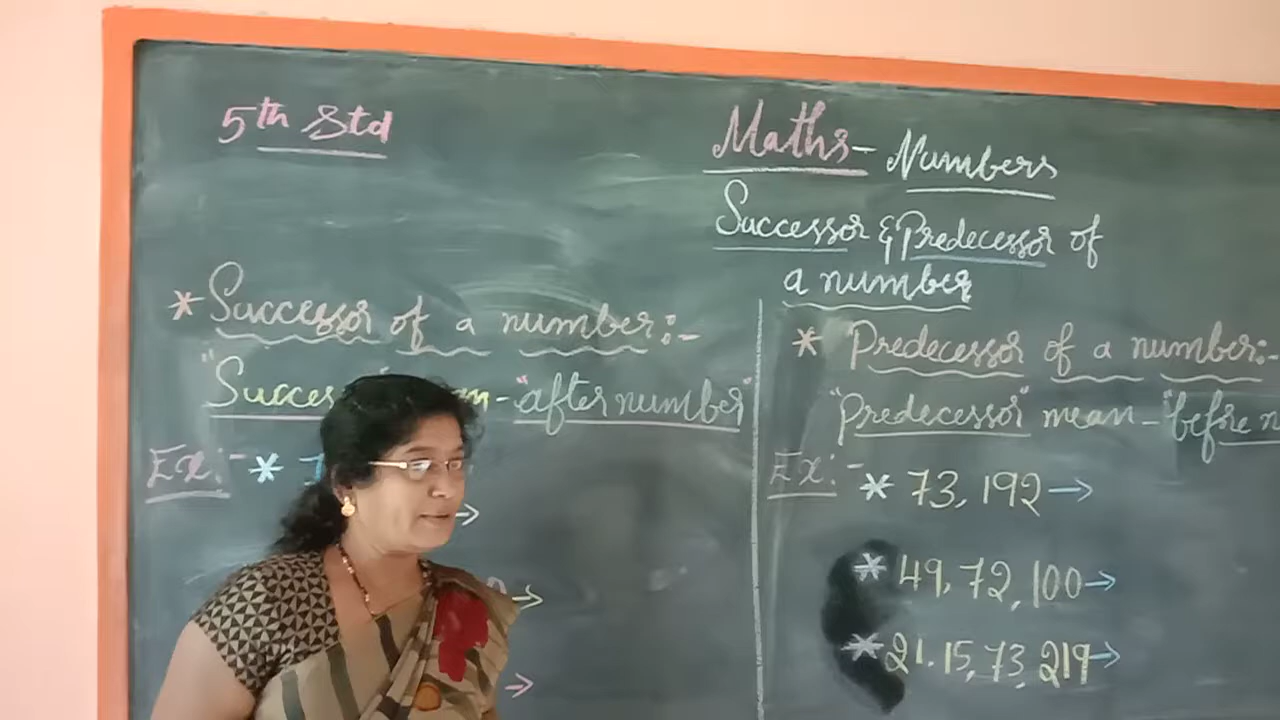 5th Std
Maths - Numbers
Successor & Predecessor of
a number
* Successor of a number:-
"after number"
Ex:- *
* Predecessor of a number:-
"Predecessor" mean - "before
Ex:- * 73, 192 →
* 49, 72, 100 →
* 21. 15, 73, 219 →